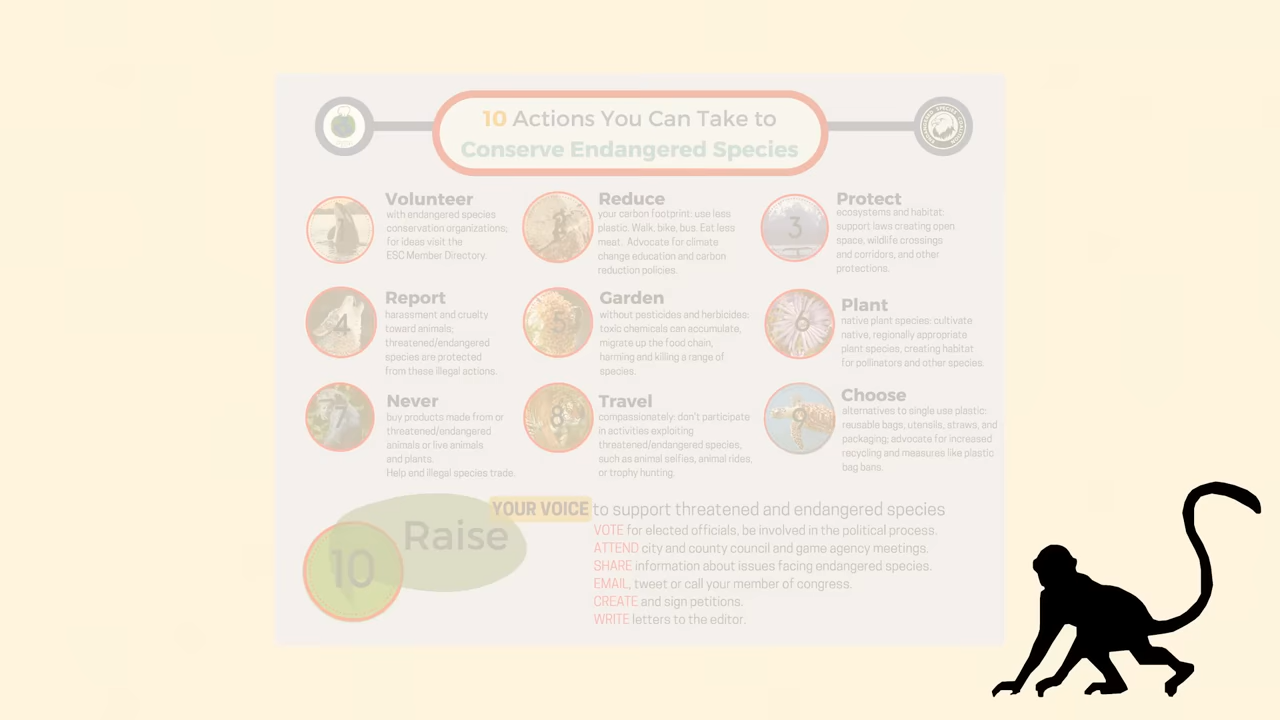 10 Actions You Can Take to
Conserve Endangered Species
Volunteer
with endangered species
conservation organizations;
for ideas visit the
ESC Member Directory.
Reduce
your carbon footprint: use less
plastic. Walk, bike, bus. Eat less
meat. Advocate for climate
change education and carbon
reduction policies.
3
Protect
ecosystems and habitat:
support laws creating open
space, wildlife crossings
and corridors, and other
protections.
4
Report
harassment and cruelty
toward animals;
threatened/endangered
species are protected
from these illegal actions.
5
Garden
without pesticides and herbicides:
toxic chemicals can accumulate,
migrate up the food chain,
harming and killing a range of
species.
6
Plant
native plant species: cultivate
native, regionally appropriate
plant species, creating habitat
for pollinators and other species.
7
Never
buy products made from or
threatened/endangered
animals or live animals
and plants.
Help end illegal species trade.
8
Travel
compassionately: don't participate
in activities exploiting
threatened/endangered species,
such as animal selfies, animal rides,
or trophy hunting.
9
Choose
alternatives to single use plastic:
reusable bags, utensils, straws, and
packaging; advocate for increased
recycling and measures like plastic
bag bans.
10
Raise
YOUR VOICE to support threatened and endangered species
VOTE for elected officials, be involved in the political process.
ATTEND city and county council and game agency meetings.
SHARE information about issues facing endangered species.
EMAIL, tweet or call your member of congress.
CREATE and sign petitions.
WRITE letters to the editor.